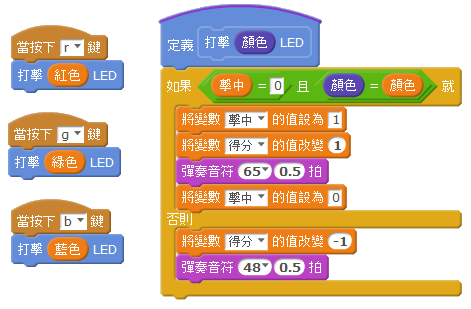 當按下 r 鍵
打擊 紅色 LED
當按下 g 鍵
打擊 綠色 LED
當按下 b 鍵
打擊 藍色 LED
定義 打擊 顏色 LED
如果 擊中 = 0 且 顏色 = 顏色 就
將變數 擊中 的值設為 1
將變數 得分 的值改變 1
彈奏音符 65 0.5 拍
將變數 擊中 的值設為 0
否則
將變數 得分 的值改變 -1
彈奏音符 48 0.5 拍